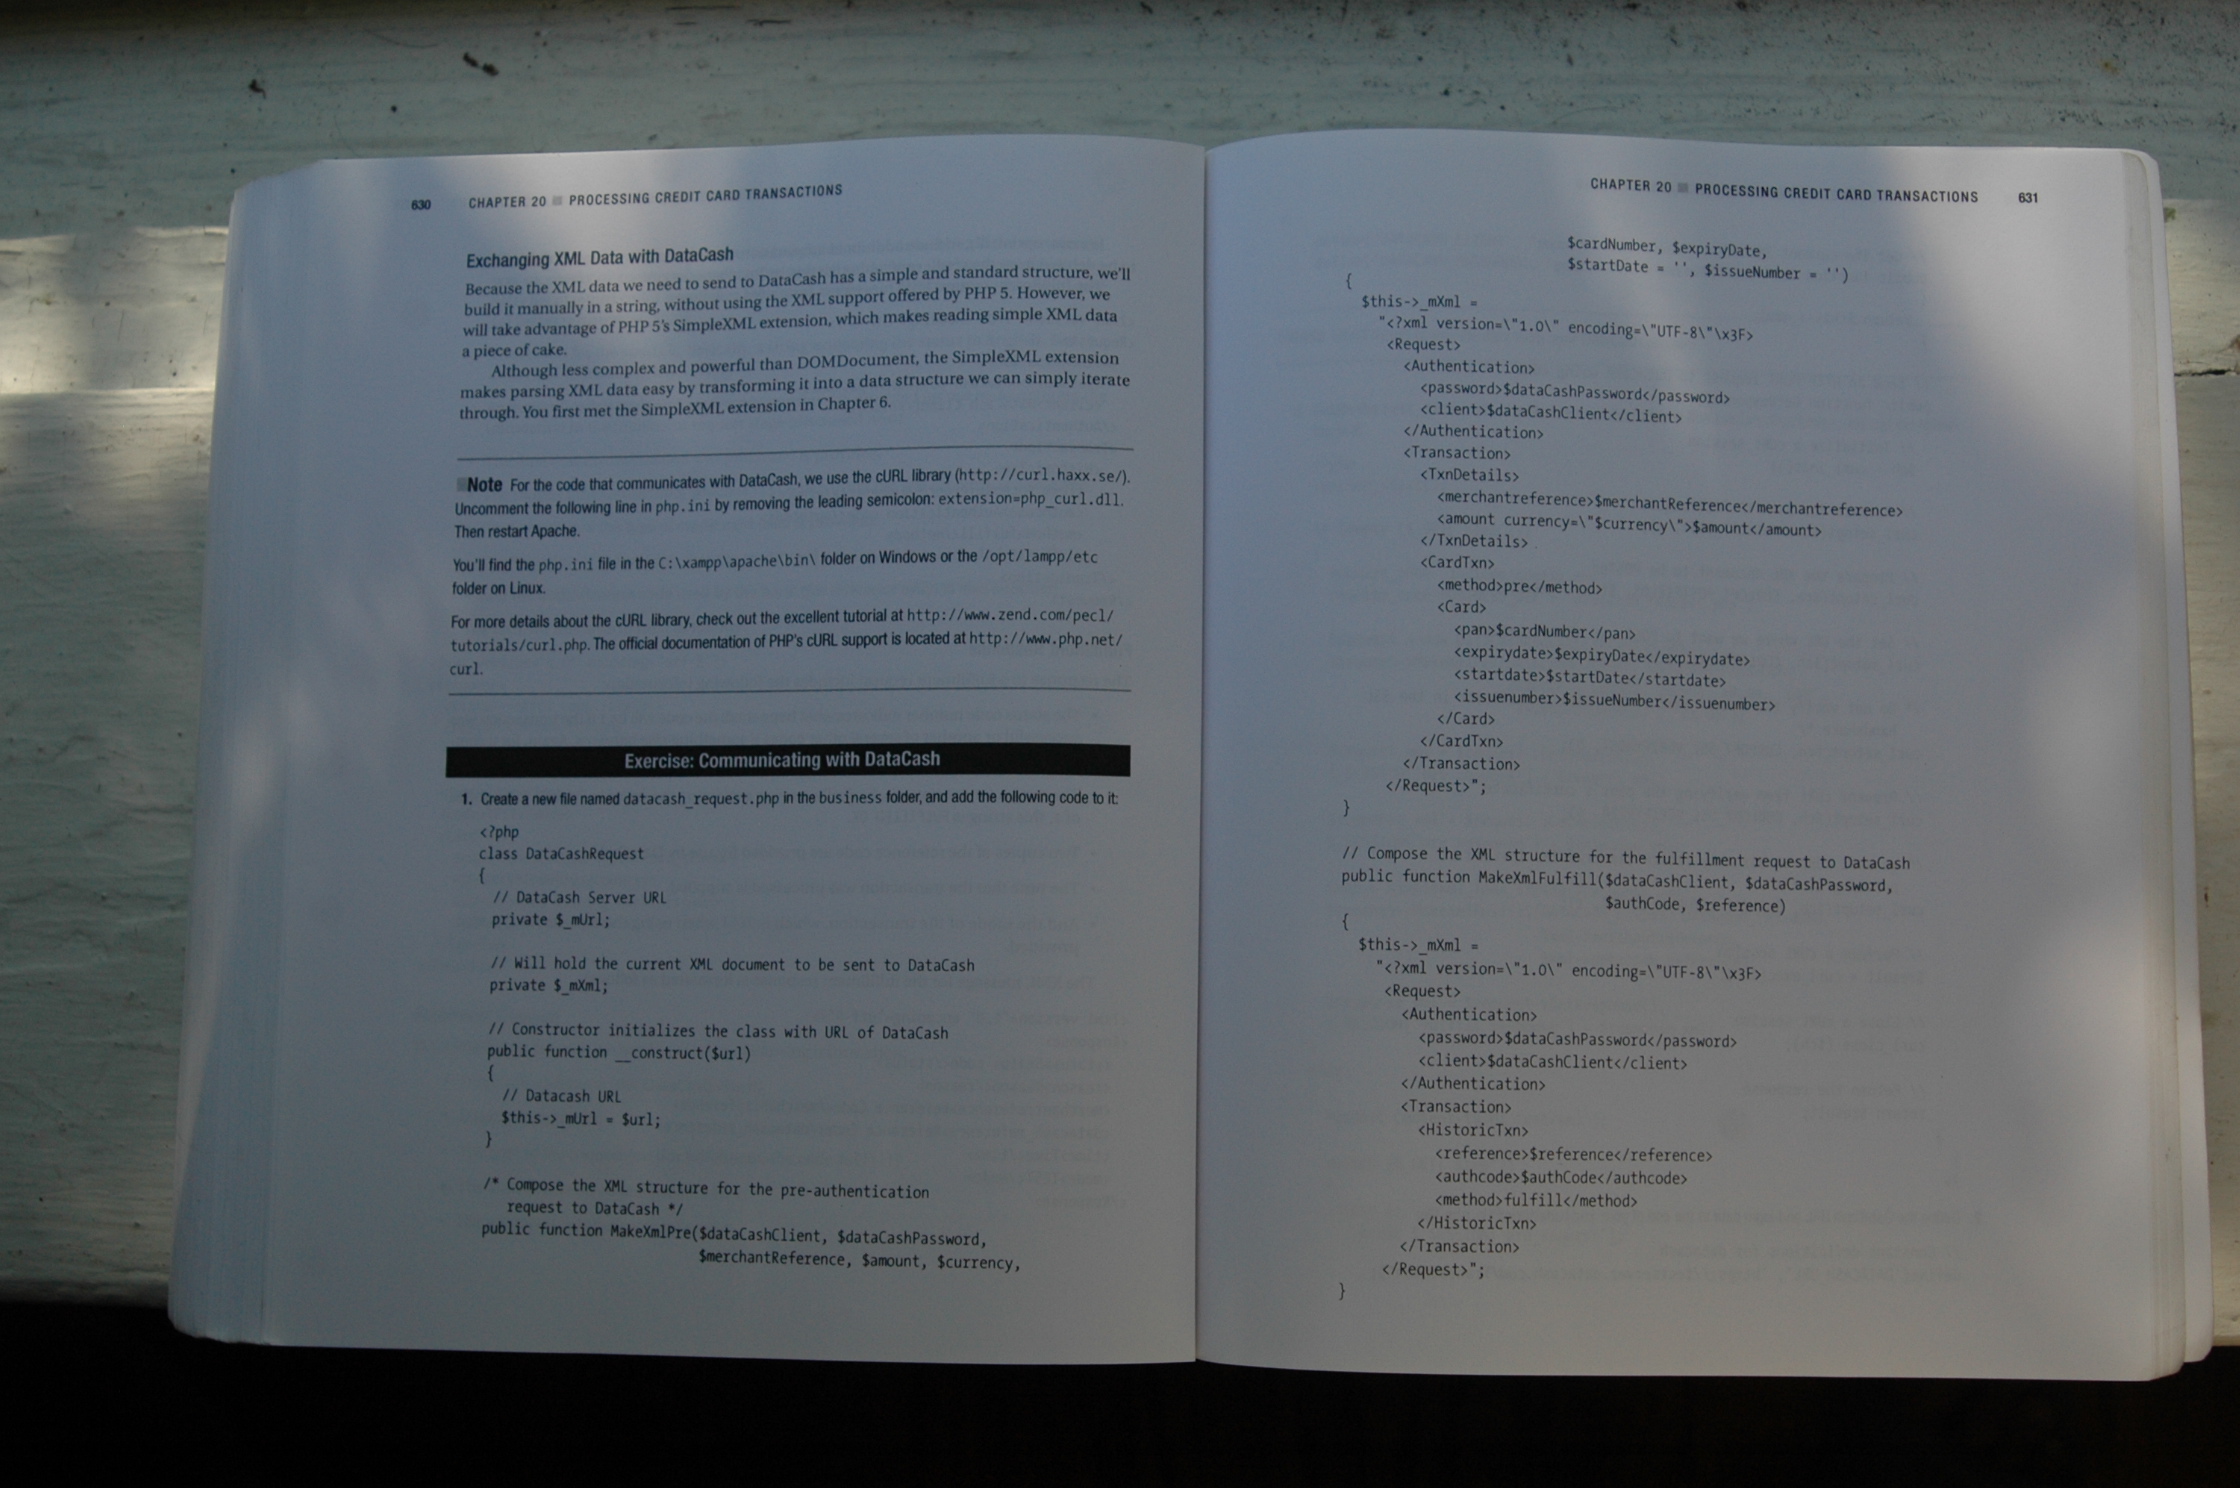 630 CHAPTER 20 ■ PROCESSING CREDIT CARD TRANSACTIONS
Exchanging XML Data with DataCash
Because the XML data we need to send to DataCash has a simple and standard structure, we'll
build it manually in a string, without using the XML support offered by PHP 5. However, we
will take advantage of PHP 5's SimpleXML extension, which makes reading simple XML data
a piece of cake.
Although less complex and powerful than DOMDocument, the SimpleXML extension
makes parsing XML data easy by transforming it into a data structure we can simply iterate
through. You first met the SimpleXML extension in Chapter 6.
■Note For the code that communicates with DataCash, we use the cURL library (http://curl.haxx.se/).
Uncomment the following line in php.ini by removing the leading semicolon: extension=php_curl.dll.
Then restart Apache.
You'll find the php.ini file in the C:\xampp\apache\bin\ folder on Windows or the /opt/lampp/etc
folder on Linux.
For more details about the cURL library, check out the excellent tutorial at http://www.zend.com/pecl/
tutorials/curl.php. The official documentation of PHP's cURL support is located at http://www.php.net/
curl.
Exercise: Communicating with DataCash
1. Create a new file named datacash_request.php in the business folder, and add the following code to it:
<?php
class DataCashRequest
{
// DataCash Server URL
private $_mUrl;
// Will hold the current XML document to be sent to DataCash
private $_mXml;
// Constructor initializes the class with URL of DataCash
public function __construct($url)
{
// Datacash URL
$this->_mUrl = $url;
}
/* Compose the XML structure for the pre-authentication
request to DataCash */
public function MakeXmlPre($dataCashClient, $dataCashPassword,
$merchantReference, $amount, $currency,
CHAPTER 20 ■ PROCESSING CREDIT CARD TRANSACTIONS 631
$cardNumber, $expiryDate,
$startDate = '', $issueNumber = '')
{
$this->_mXml =
"<?xml version=\"1.0\" encoding=\"UTF-8\"\x3F>
<Request>
<Authentication>
<password>$dataCashPassword</password>
<client>$dataCashClient</client>
</Authentication>
<Transaction>
<TxnDetails>
<merchantreference>$merchantReference</merchantreference>
<amount currency=\"$currency\">$amount</amount>
</TxnDetails>
<CardTxn>
<method>pre</method>
<Card>
<pan>$cardNumber</pan>
<expirydate>$expiryDate</expirydate>
<startdate>$startDate</startdate>
<issuenumber>$issueNumber</issuenumber>
</Card>
</CardTxn>
</Transaction>
</Request>";
}
// Compose the XML structure for the fulfillment request to DataCash
public function MakeXmlFulfill($dataCashClient, $dataCashPassword,
$authCode, $reference)
{
$this->_mXml =
"<?xml version=\"1.0\" encoding=\"UTF-8\"\x3F>
<Request>
<Authentication>
<password>$dataCashPassword</password>
<client>$dataCashClient</client>
</Authentication>
<Transaction>
<HistoricTxn>
<reference>$reference</reference>
<authcode>$authCode</authcode>
<method>fulfill</method>
</HistoricTxn>
</Transaction>
</Request>";
}